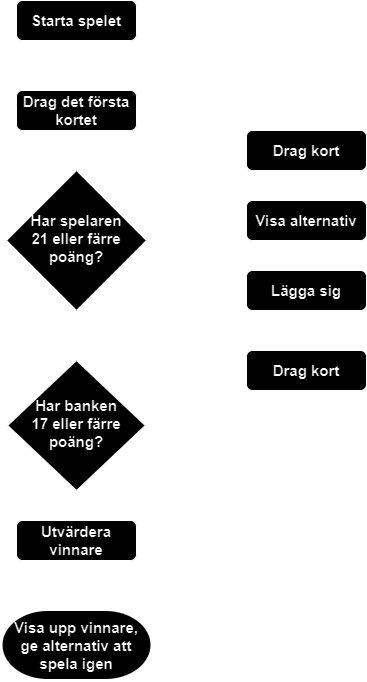 Starta spelet
Drag det första
kortet
Drag kort
Har spelaren
21 eller färre
poäng?
Visa alternativ
Lägga sig
Drag kort
Har banken
17 eller färre
poäng?
Utvärdera
vinnare
Visa upp vinnare,
ge alternativ att
spela igen